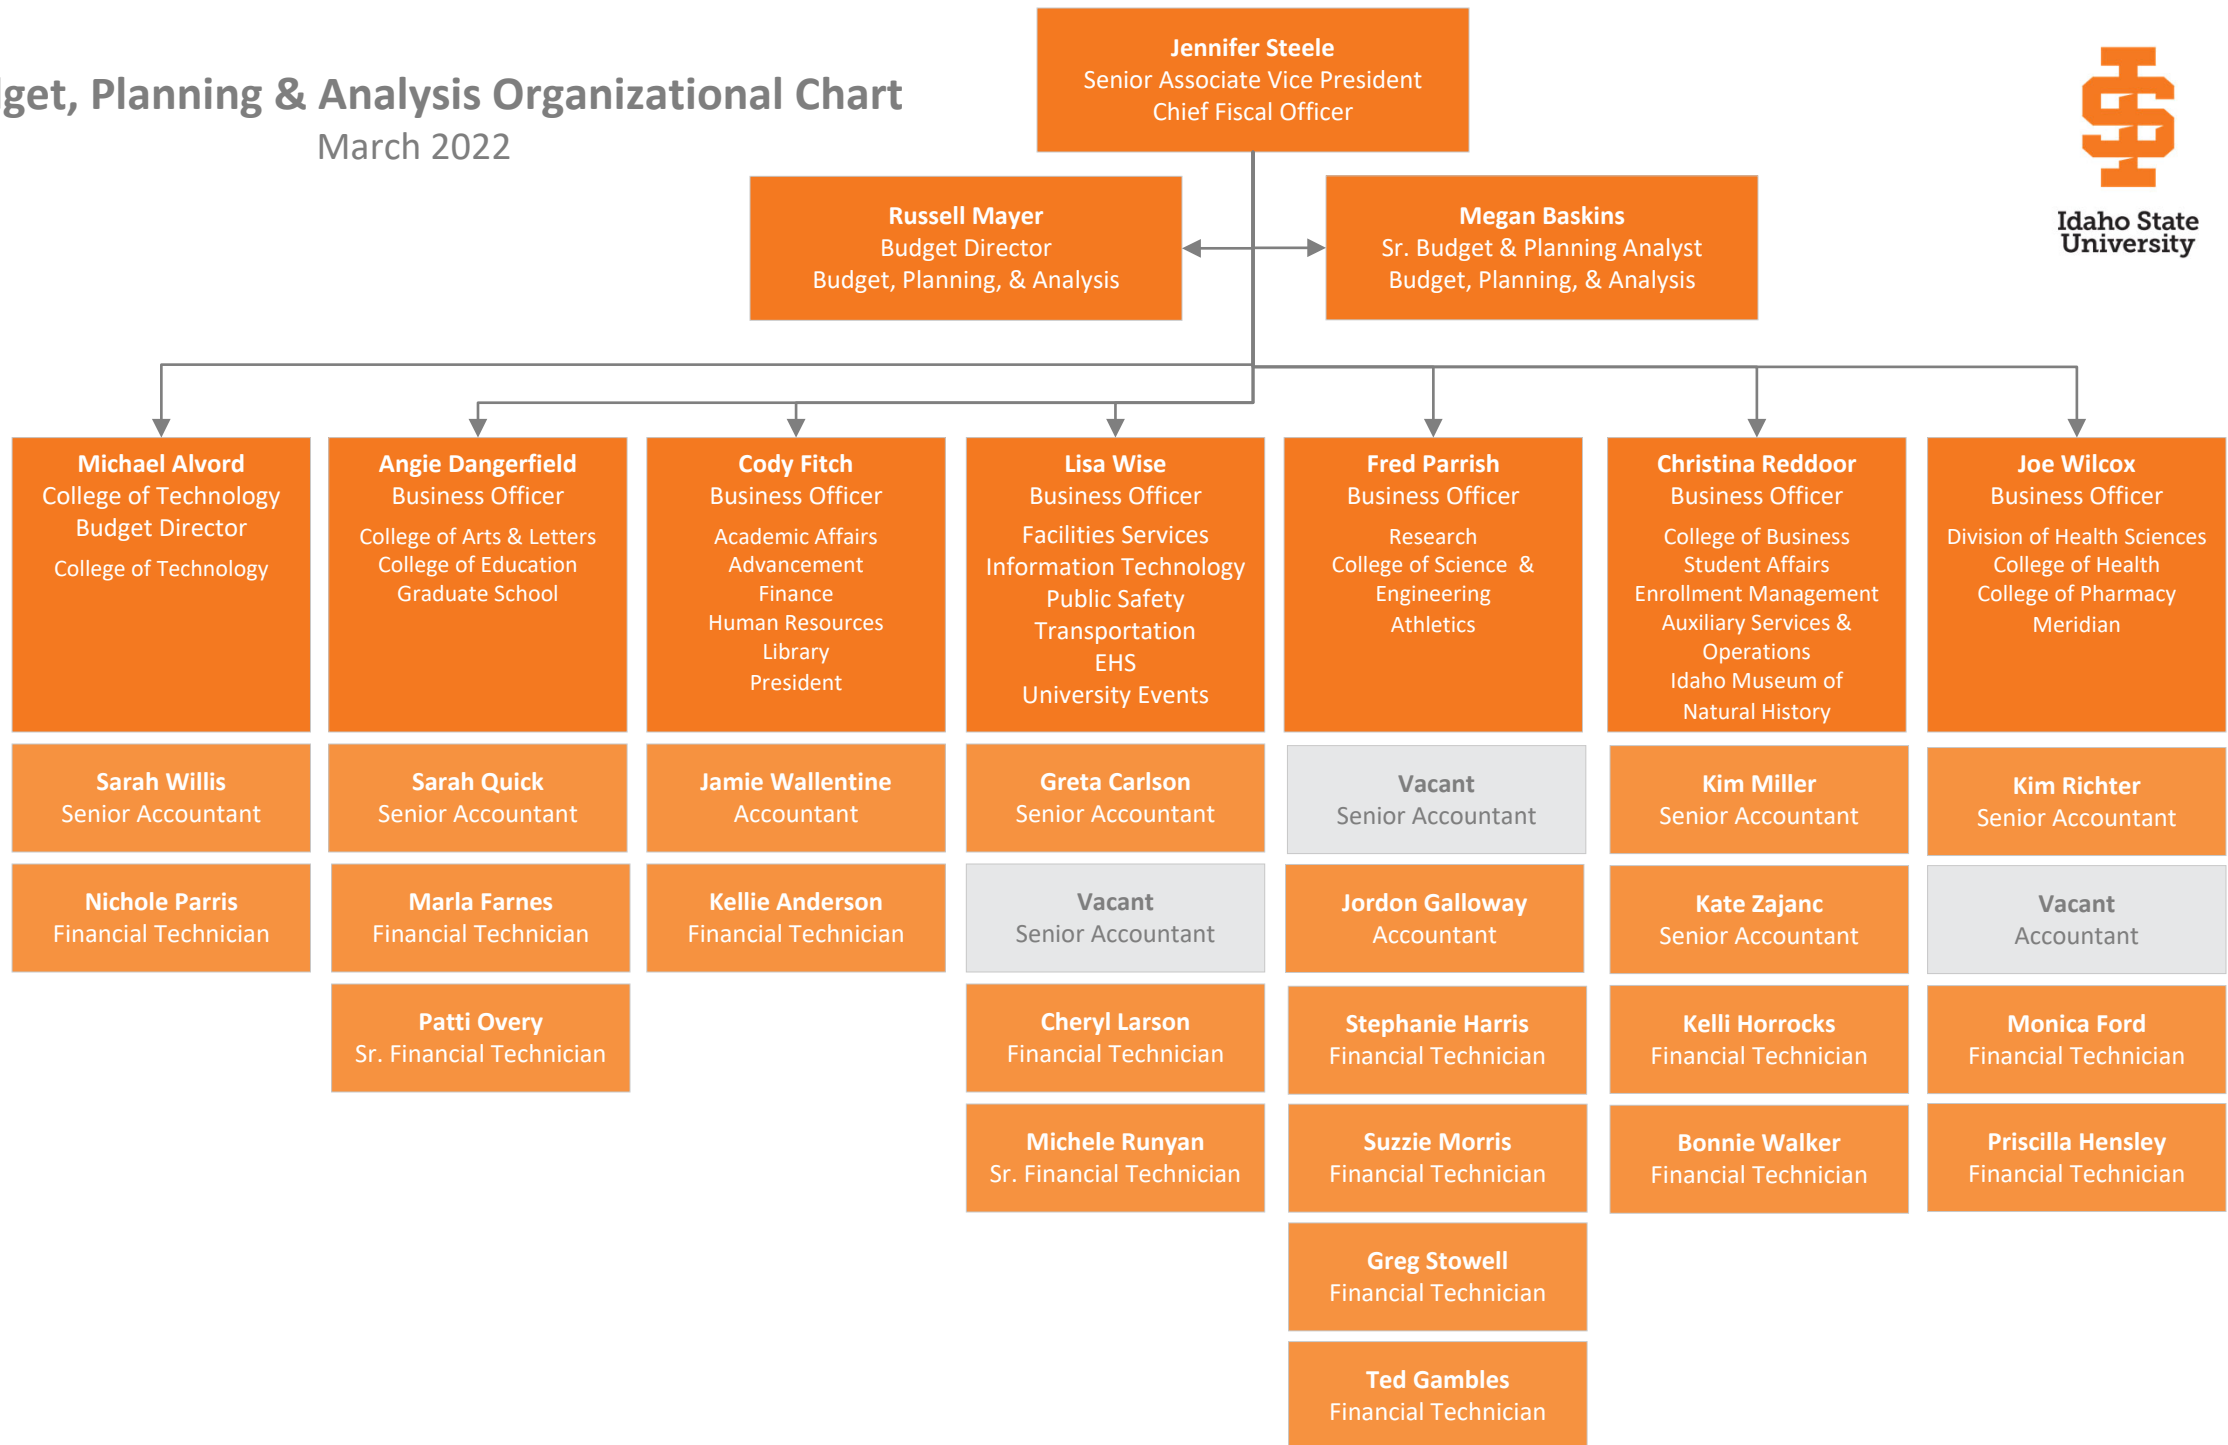 Planning & Analysis Organizational Chart
March 2022
Jennifer Steele
Senior Associate Vice President
Chief Fiscal Officer
Idaho State
University
Russell Mayer
Budget Director
Budget, Planning, & Analysis
Megan Baskins
Sr. Budget & Planning Analyst
Budget, Planning, & Analysis
Michael Alvord
College of Technology
Budget Director
College of Technology
Angie Dangerfield
Business Officer
College of Arts & Letters
College of Education
Graduate School
Cody Fitch
Business Officer
Academic Affairs
Advancement
Finance
Human Resources
Library
President
Lisa Wise
Business Officer
Facilities Services
Information Technology
Public Safety
Transportation
EHS
University Events
Fred Parrish
Business Officer
Research
College of Science &
Engineering
Athletics
Christina Reddoor
Business Officer
College of Business
Student Affairs
Enrollment Management
Auxiliary Services &
Operations
Idaho Museum of
Natural History
Joe Wilcox
Business Officer
Division of Health Sciences
College of Health
College of Pharmacy
Meridian
Sarah Willis
Senior Accountant
Sarah Quick
Senior Accountant
Jamie Wallentine
Accountant
Greta Carlson
Senior Accountant
Vacant
Senior Accountant
Kim Miller
Senior Accountant
Kim Richter
Senior Accountant
Nichole Parris
Financial Technician
Marla Farnes
Financial Technician
Kellie Anderson
Financial Technician
Vacant
Senior Accountant
Jordon Galloway
Accountant
Kate Zajanc
Senior Accountant
Vacant
Accountant
Patti Overy
Sr. Financial Technician
Cheryl Larson
Financial Technician
Stephanie Harris
Financial Technician
Kelli Horrocks
Financial Technician
Monica Ford
Financial Technician
Michele Runyan
Sr. Financial Technician
Suzzie Morris
Financial Technician
Bonnie Walker
Financial Technician
Priscilla Hensley
Financial Technician
Greg Stowell
Financial Technician
Ted Gambles
Financial Technician